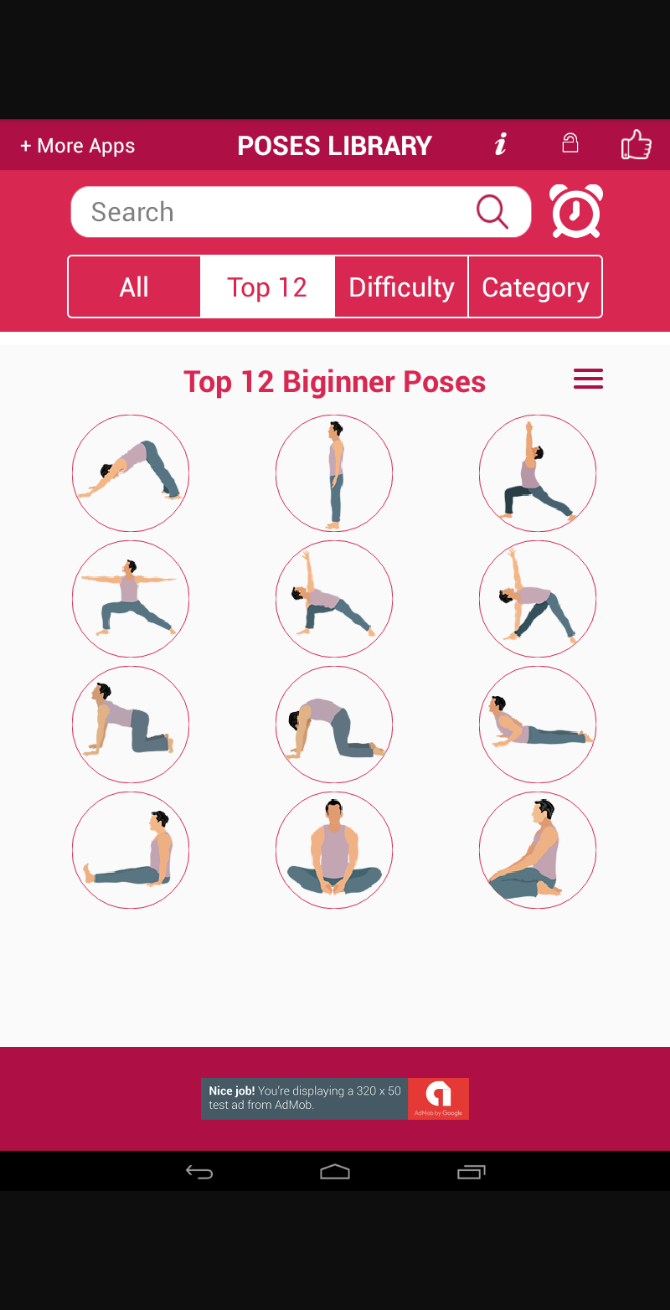 + More Apps POSES LIBRARY i
Search
All Top 12 Difficulty Category
Top 12 Biginner Poses
Nice job! You're displaying a 320 x 50
test ad from AdMob.
AdMob by Google